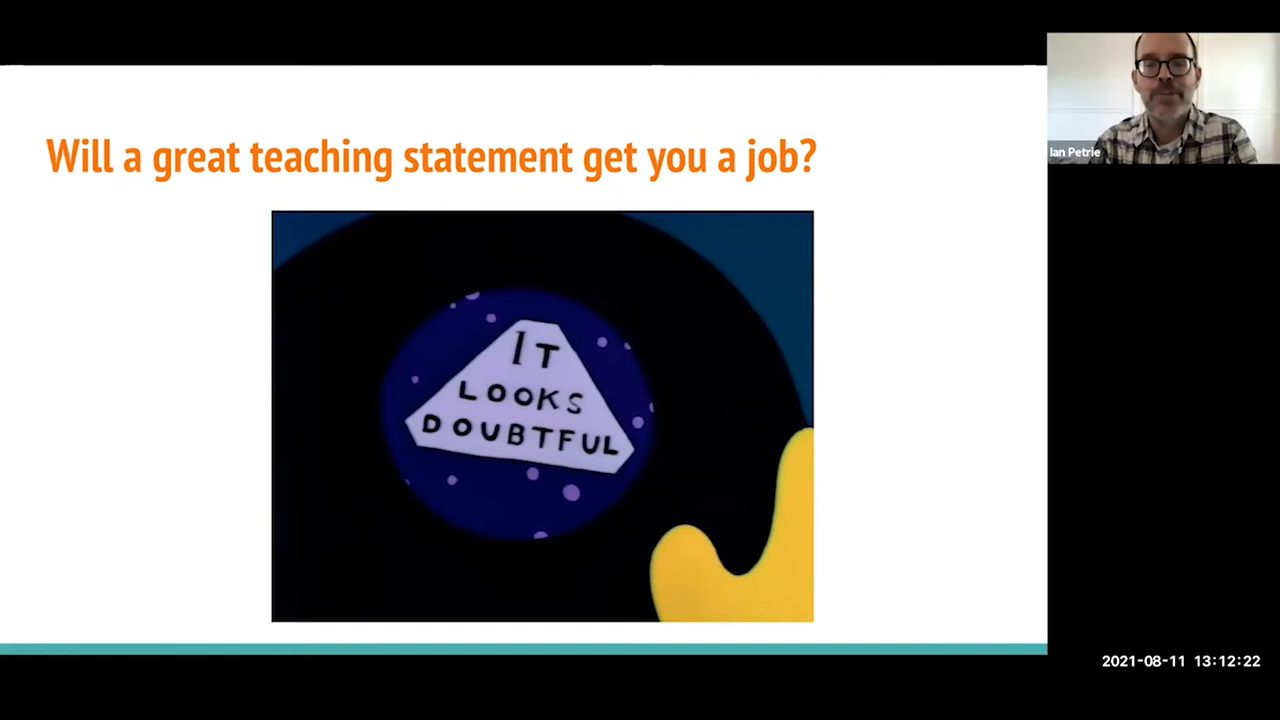 Will a great teaching statement get you a job?
IT
LOOKS
DOUBTFUL
Ian Petrie
2021-08-11 13:12:22